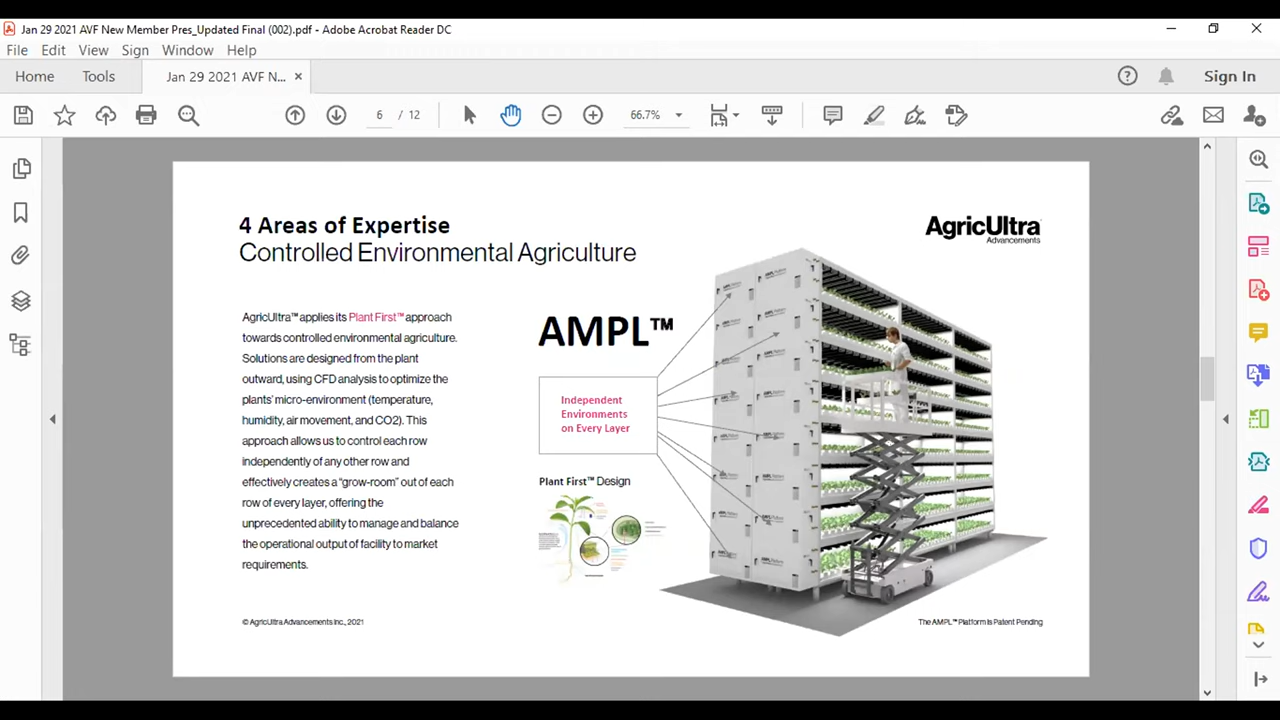 Jan 29 2021 AVF New Member Pres_Updated Final (002).pdf - Adobe Acrobat Reader DC
File Edit View Sign Window Help
Home Tools Jan 29 2021 AVF N... × Sign In
6 / 12 66.7%
4 Areas of Expertise
Controlled Environmental Agriculture
AgricUltra
Advancements
AgricUltra™ applies its Plant First™ approach
towards controlled environmental agriculture.
Solutions are designed from the plant
outward, using CFD analysis to optimize the
plants' micro-environment (temperature,
humidity, air movement, and CO2). This
approach allows us to control each row
independently of any other row and
effectively creates a "grow-room" out of each
row of every layer, offering the
unprecedented ability to manage and balance
the operational output of facility to market
requirements.
AMPL™
Independent
Environments
on Every Layer
Plant First™ Design
© AgricUltra Advancements Inc., 2021
The AMPL™ Platform is Patent Pending